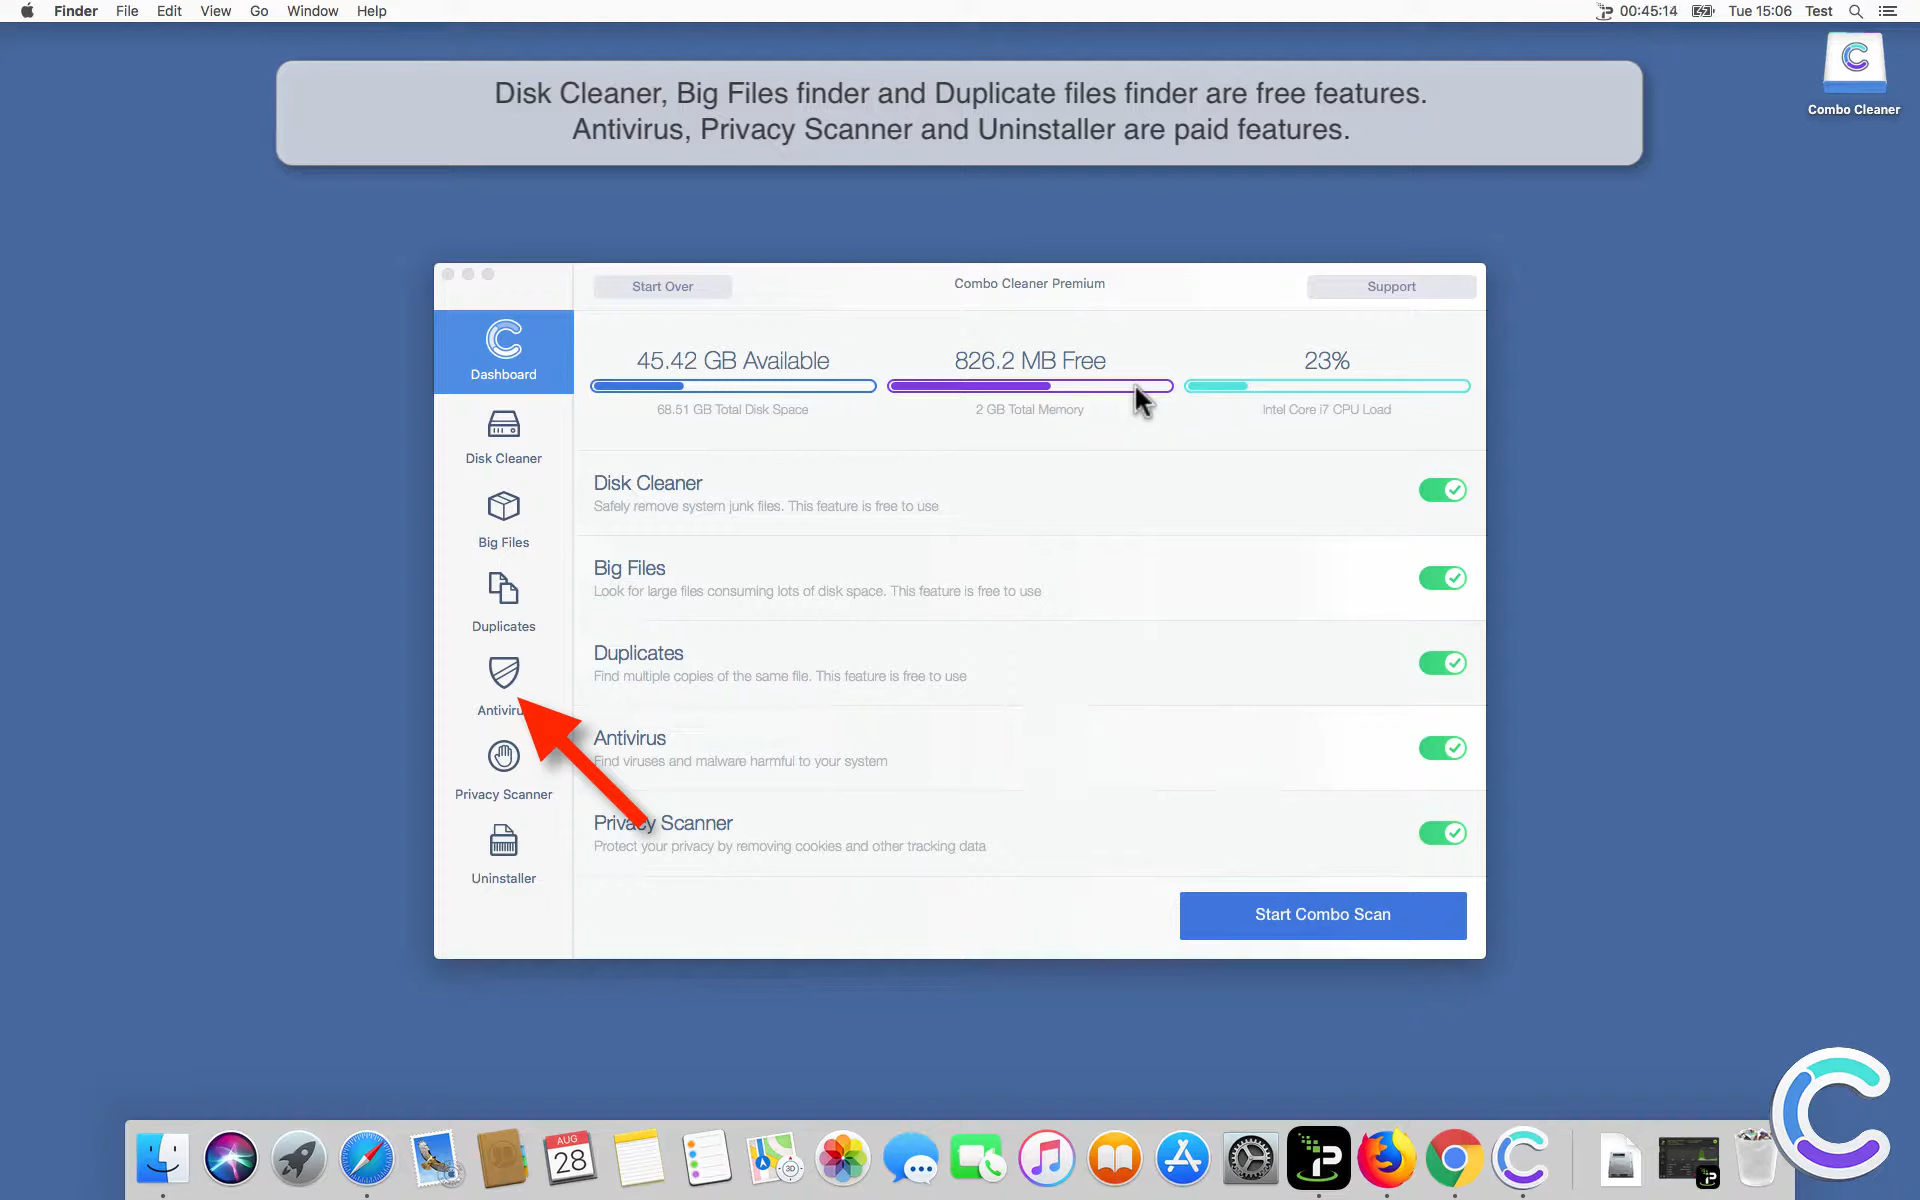 Finder File Edit View Go Window Help 00:45:14 Tue 15:06 Test
Disk Cleaner, Big Files finder and Duplicate files finder are free features.
Antivirus, Privacy Scanner and Uninstaller are paid features.
Combo Cleaner
Start Over
Combo Cleaner Premium
Support
Dashboard
Disk Cleaner
Big Files
Duplicates
Antiviru
Privacy Scanner
Uninstaller
45.42 GB Available
68.51 GB Total Disk Space
826.2 MB Free
2 GB Total Memory
23%
Intel Core i7 CPU Load
Disk Cleaner
Safely remove system junk files. This feature is free to use
Big Files
Look for large files consuming lots of disk space. This feature is free to use
Duplicates
Find multiple copies of the same file. This feature is free to use
Antivirus
Find viruses and malware harmful to your system
Privacy Scanner
Protect your privacy by removing cookies and other tracking data
Start Combo Scan
AUG
28
3D